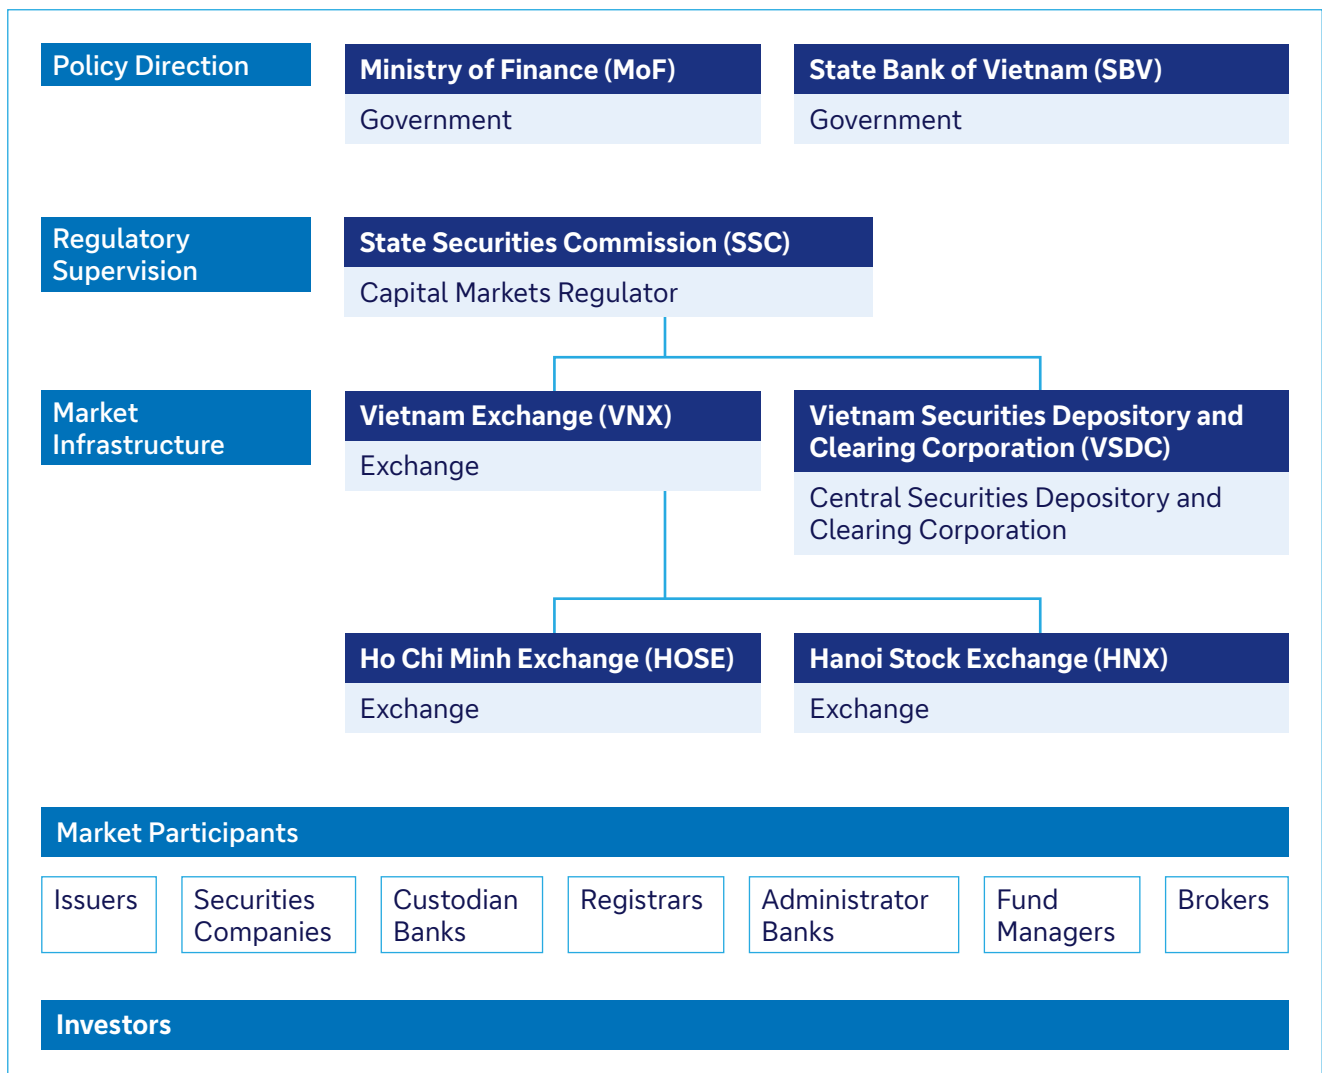 Policy Direction
Ministry of Finance (MoF)
Government
State Bank of Vietnam (SBV)
Government
Regulatory
Supervision
State Securities Commission (SSC)
Capital Markets Regulator
Market
Infrastructure
Vietnam Exchange (VNX)
Exchange
Vietnam Securities Depository and
Clearing Corporation (VSDC)
Central Securities Depository and
Clearing Corporation
Ho Chi Minh Exchange (HOSE)
Exchange
Hanoi Stock Exchange (HNX)
Exchange
Market Participants
Issuers
Securities
Companies
Custodian
Banks
Registrars
Administrator
Banks
Fund
Managers
Brokers
Investors